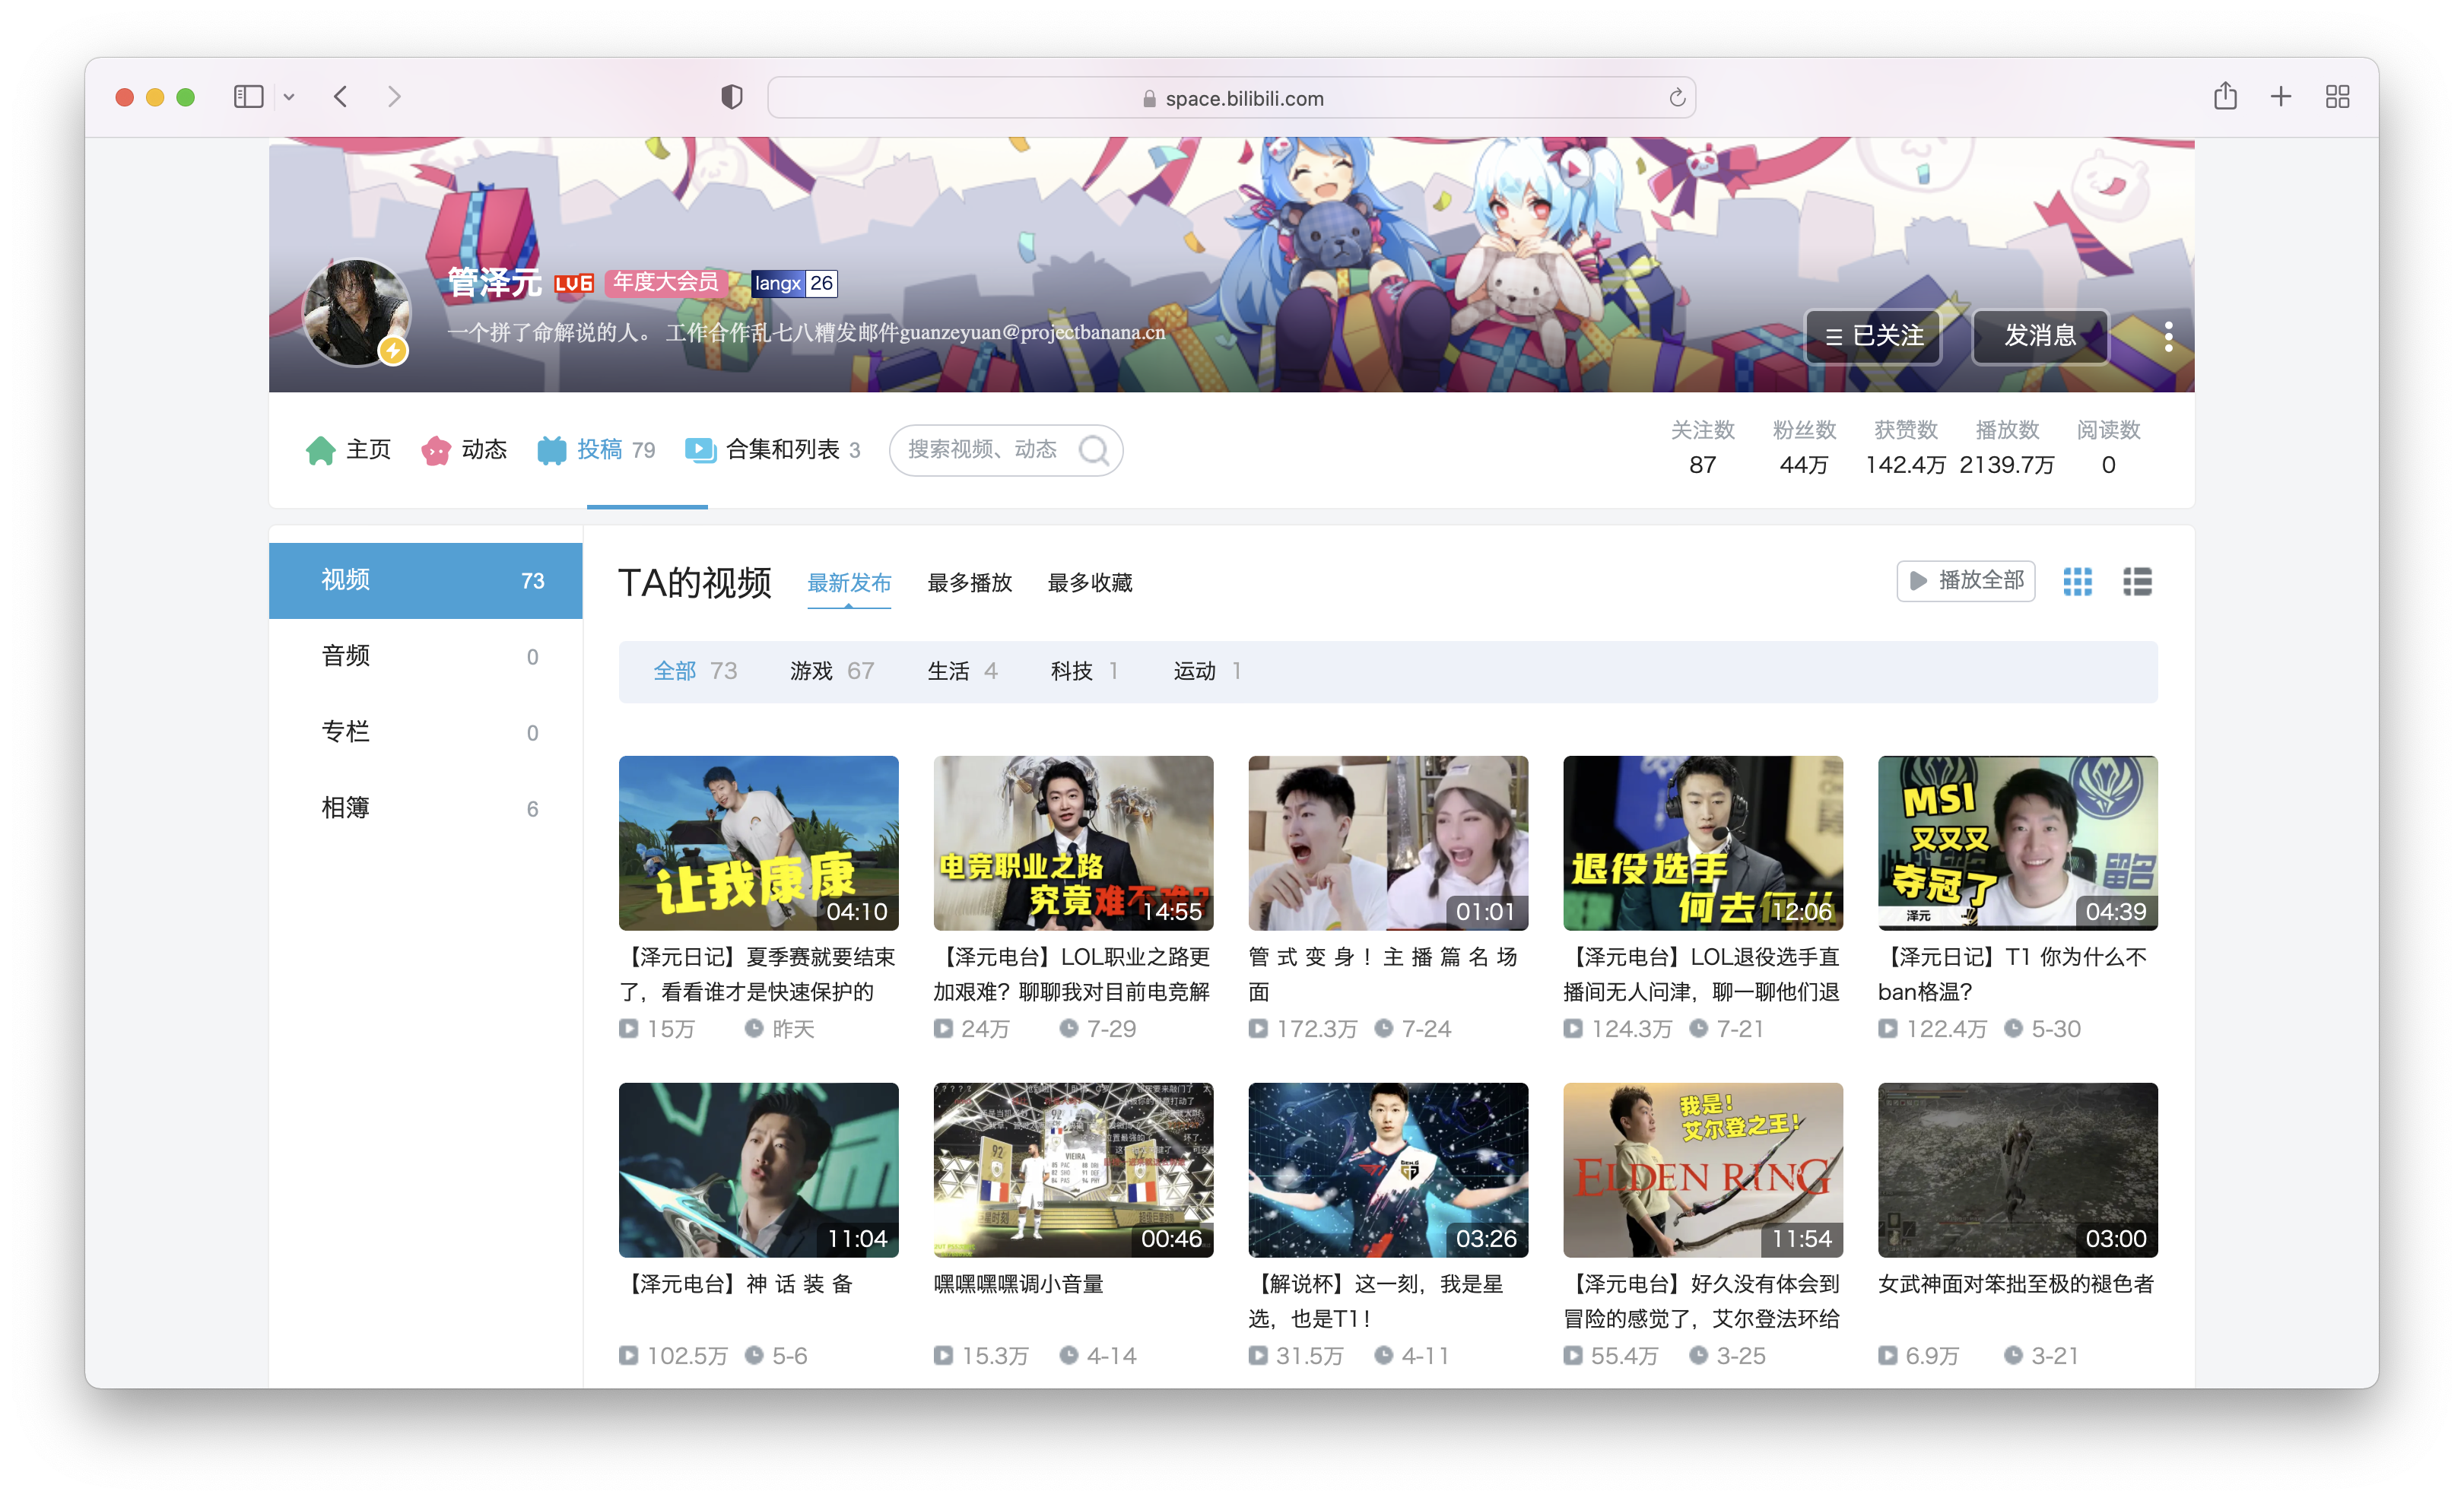 space.bilibili.com
管泽元 LV6 年度大会员 langx 26
一个拼了命解说的人。 工作合作乱七八糟发邮件guanzeyuan@projectbanana.cn
已关注
发消息
主页
动态
投稿 79
合集和列表 3
搜索视频、动态
关注数 粉丝数 获赞数 播放数 阅读数
87 44万 142.4万 2139.7万 0
视频 73
音频 0
专栏 0
相簿 6
TA的视频 最新发布 最多播放 最多收藏
播放全部
全部 73 游戏 67 生活 4 科技 1 运动 1
让我康康
04:10
【泽元日记】夏季赛就要结束
了，看看谁才是快速保护的
15万 昨天
电竞职业之路
究竟难不难?
14:55
【泽元电台】LOL职业之路更
加艰难？聊聊我对目前电竞解
24万 7-29
01:01
管 式 变 身！主 播 篇 名 场
面
172.3万 7-24
退役选手
何去何从
12:06
【泽元电台】LOL退役选手直
播间无人问津，聊一聊他们退
124.3万 7-21
MSI
又又又
夺冠了
泽元
04:39
【泽元日记】T1 你为什么不
ban格温?
122.4万 5-30
11:04
【泽元电台】神 话 装 备
102.5万 5-6
92
VIEIRA
00:46
嘿嘿嘿嘿调小音量
15.3万 4-14
GEN.G
03:26
【解说杯】这一刻，我是星
选，也是T1！
31.5万 4-11
我是!
艾尔登之王!
ELDEN RING
11:54
【泽元电台】好久没有体会到
冒险的感觉了，艾尔登法环给
55.4万 3-25
03:00
女武神面对笨拙至极的褪色者
6.9万 3-21